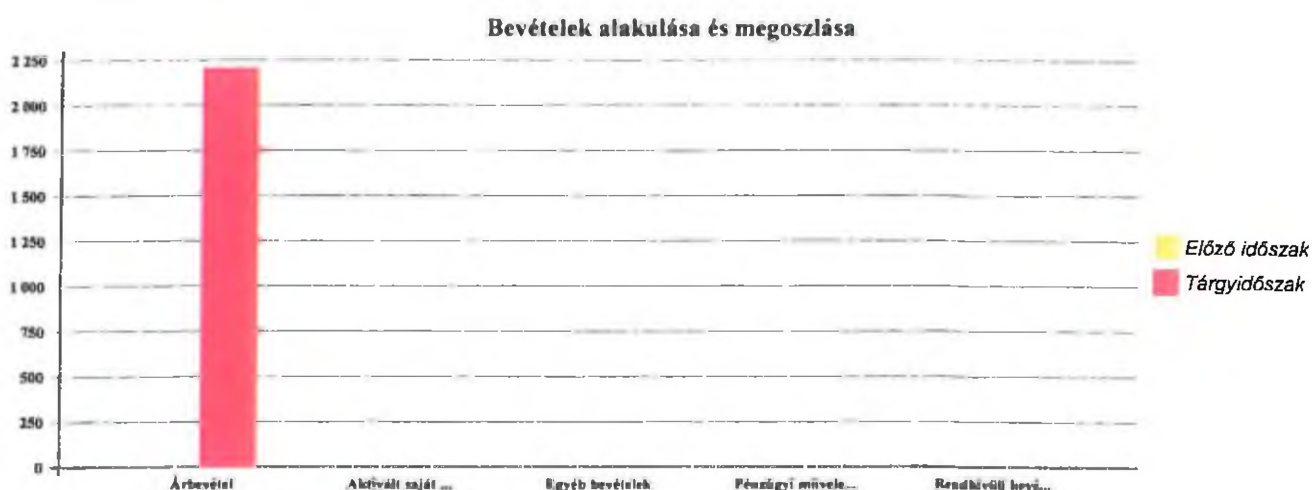 Bevételek alakulása és megoszlása
2 250
2 000
1 750
1 500
1 250
1 000
750
500
250
0
Árbevétel
Aktivált saját ...
Egyéb bevételek
Pénzügyi művele...
Rendkívüli bevé...
Előző időszak
Tárgyidőszak